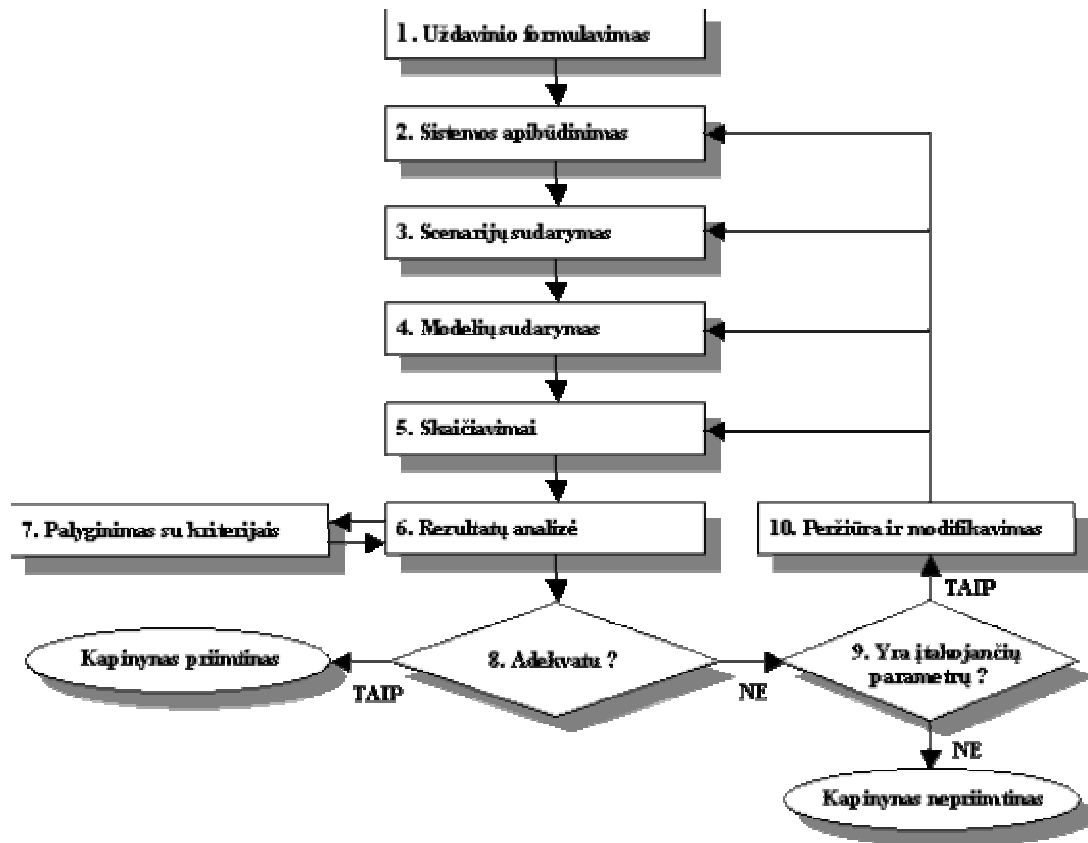 1. Uždavinio formulavimas
2. Sistemos apibūdinimas
3. Scenarijų sudarymas
4. Modelių sudarymas
5. Skaičiavimai
7. Palyginimas su kriterijais
6. Rezultatų analizė
10. Peržiūra ir modifikavimas
TAIP
Kapinynas priimtinas
8. Adekvatu ?
9. Yra įtakojančių
parametrų ?
TAIP
NE
NE
Kapinynas nepriimtinas